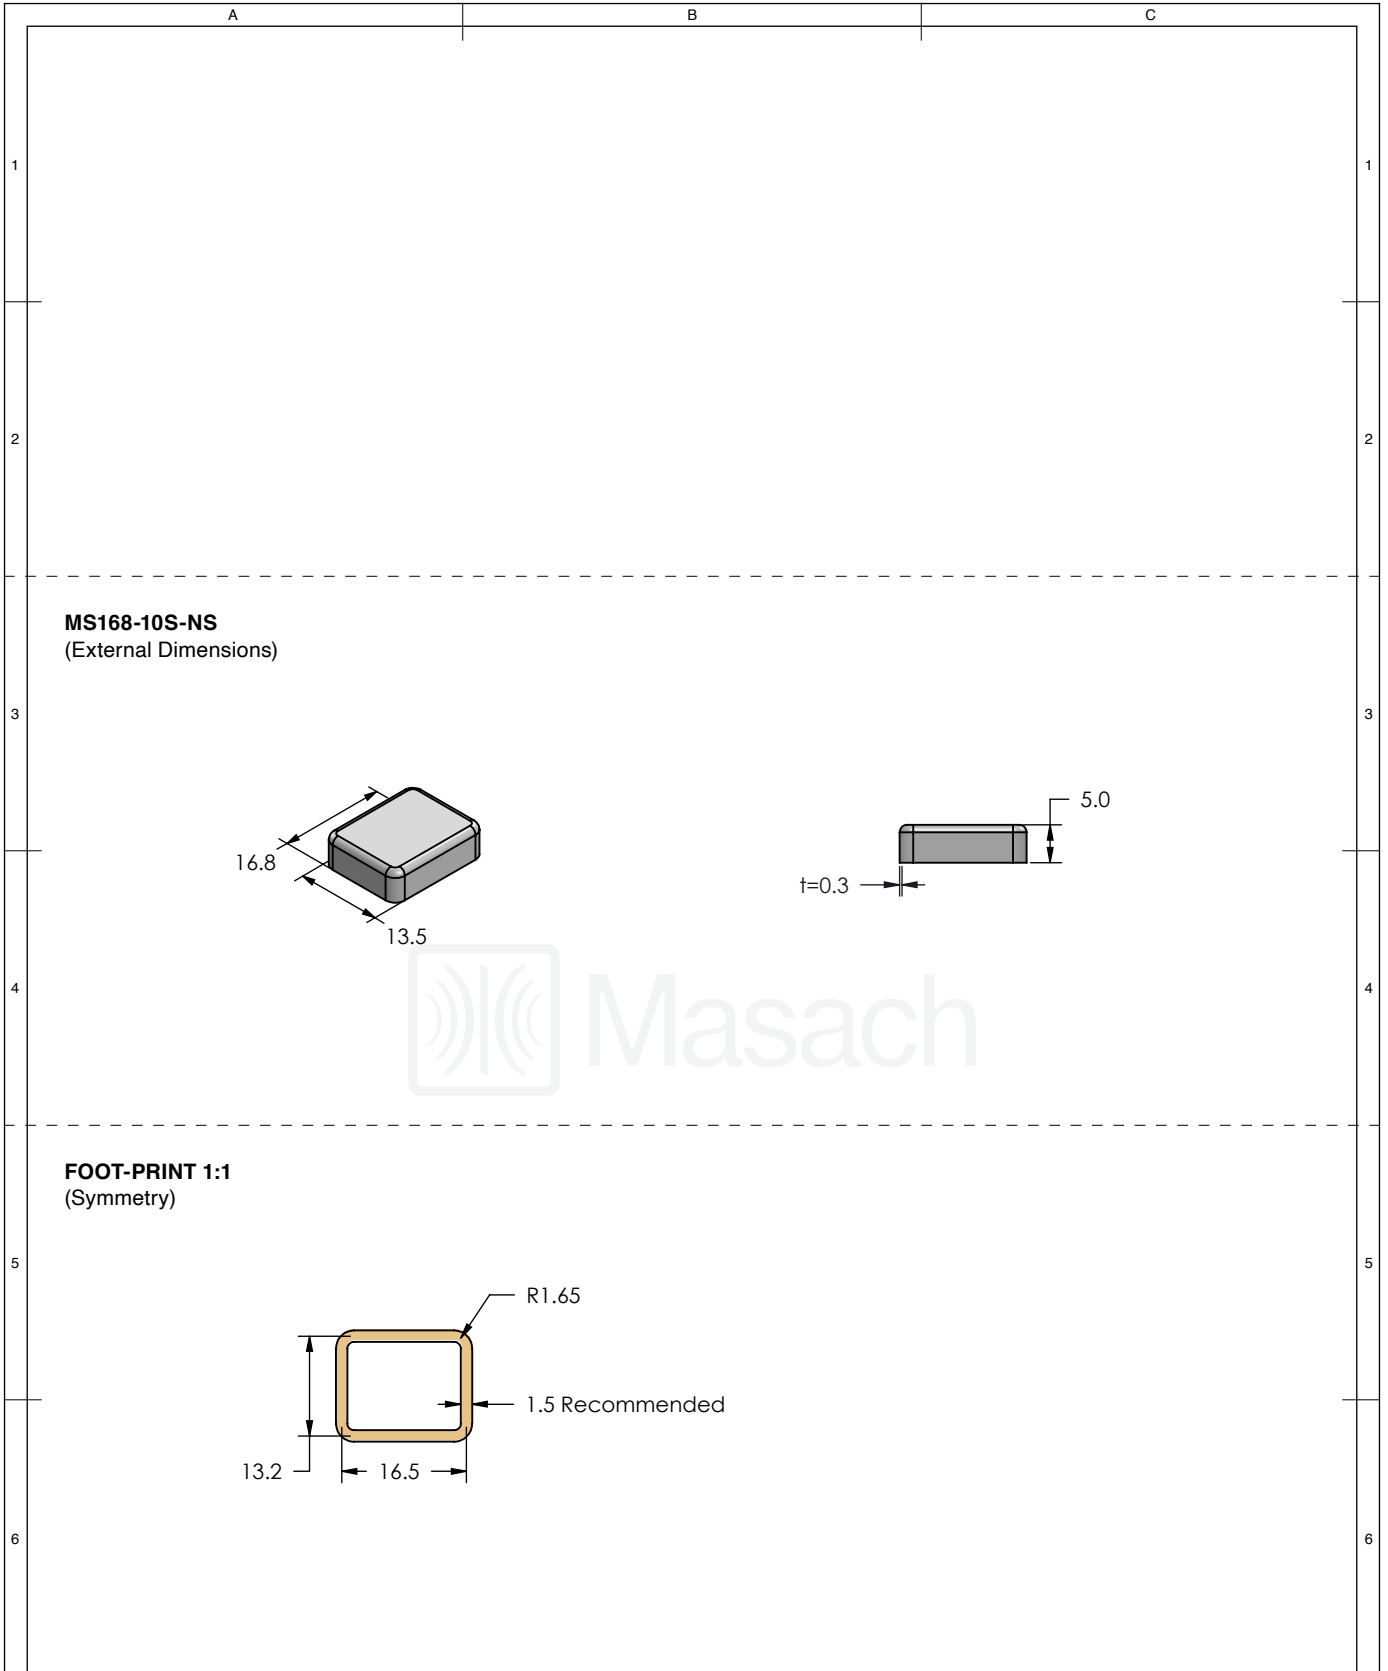 A B C
1 1
2 2
MS168-10S-NS
(External Dimensions)
3 3
5.0
16.8
t=0.3
13.5
Masach
4 4
FOOT-PRINT 1:1
(Symmetry)
5 5
R1.65
1.5 Recommended
13.2 16.5
6 6